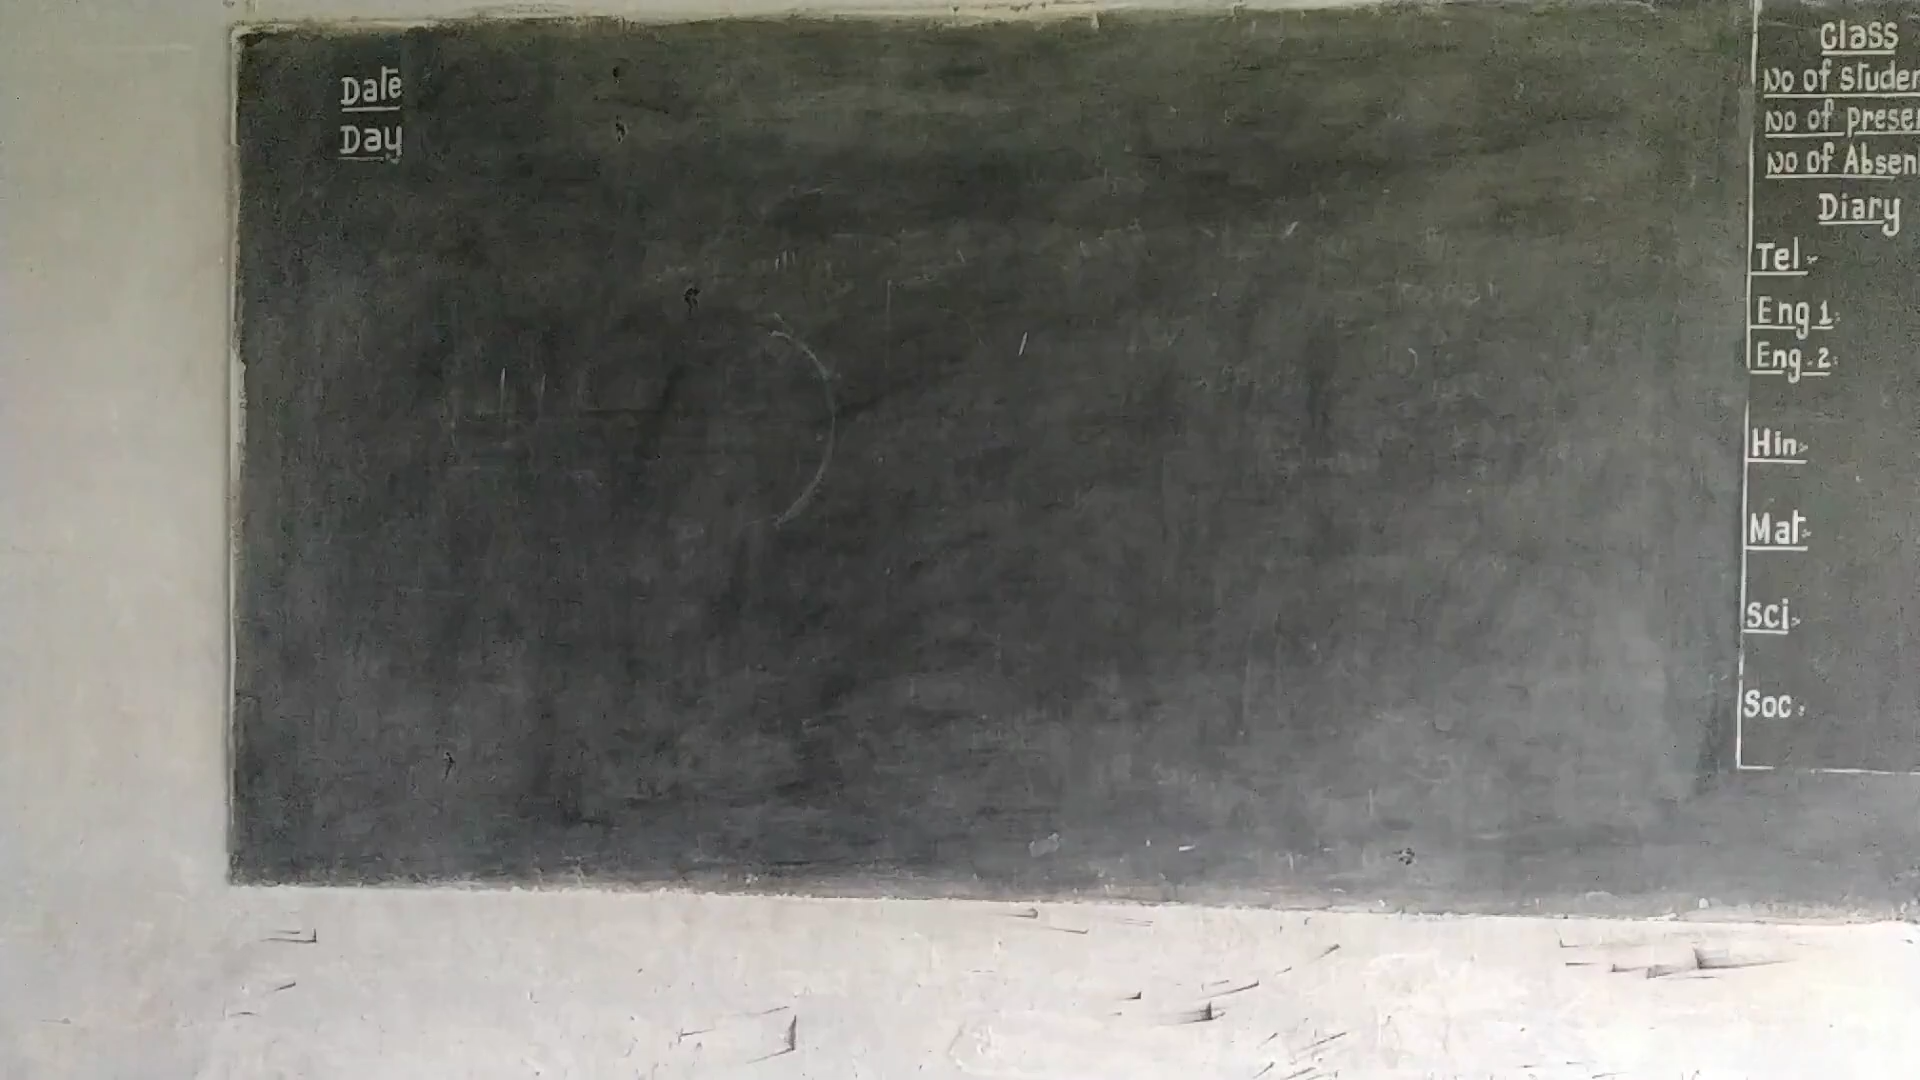 Date
Day
Class
No of Studen
No of Presen
No of Absen
Diary
Tel-
Eng 1:
Eng.2:
Hin:-
Mat:-
Sci:-
Soc: